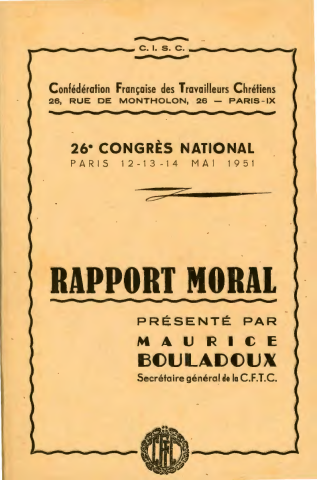 C. I. S. C.
Confédération Française des Travailleurs Chrétiens
26, RUE DE MONTHOLON, 26 — PARIS-IX
26e CONGRÈS NATIONAL
PARIS 12-13-14 MAI 1951
RAPPORT MORAL
PRÉSENTÉ PAR
MAURICE
BOULADOUX
Secrétaire général de la C.F.T.C.
CFTC